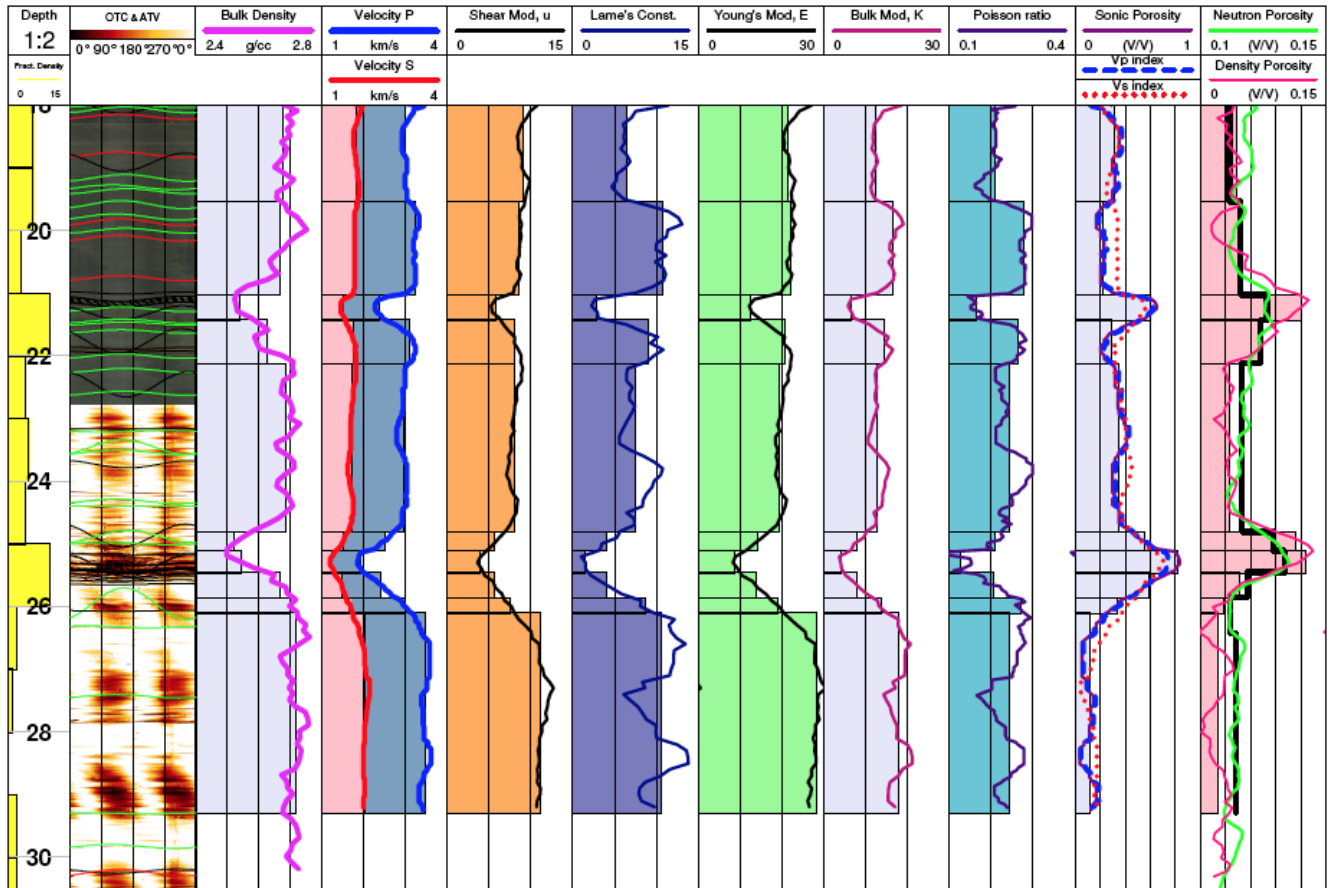 Depth
1:2
Fract. Density
0 15
OTC & ATV
0° 90° 180°270° 0°
Bulk Density
2.4 g/cc 2.8
Velocity P
1 km/s 4
Velocity S
1 km/s 4
Shear Mod, u
0 15
Lame's Const.
0 15
Young's Mod, E
0 30
Bulk Mod, K
0 30
Poisson ratio
0.1 0.4
Sonic Porosity
0 (V/V) 1
Vp index
Vs index
Neutron Porosity
0.1 (V/V) 0.15
Density Porosity
0 (V/V) 0.15
18
20
22
24
26
28
30